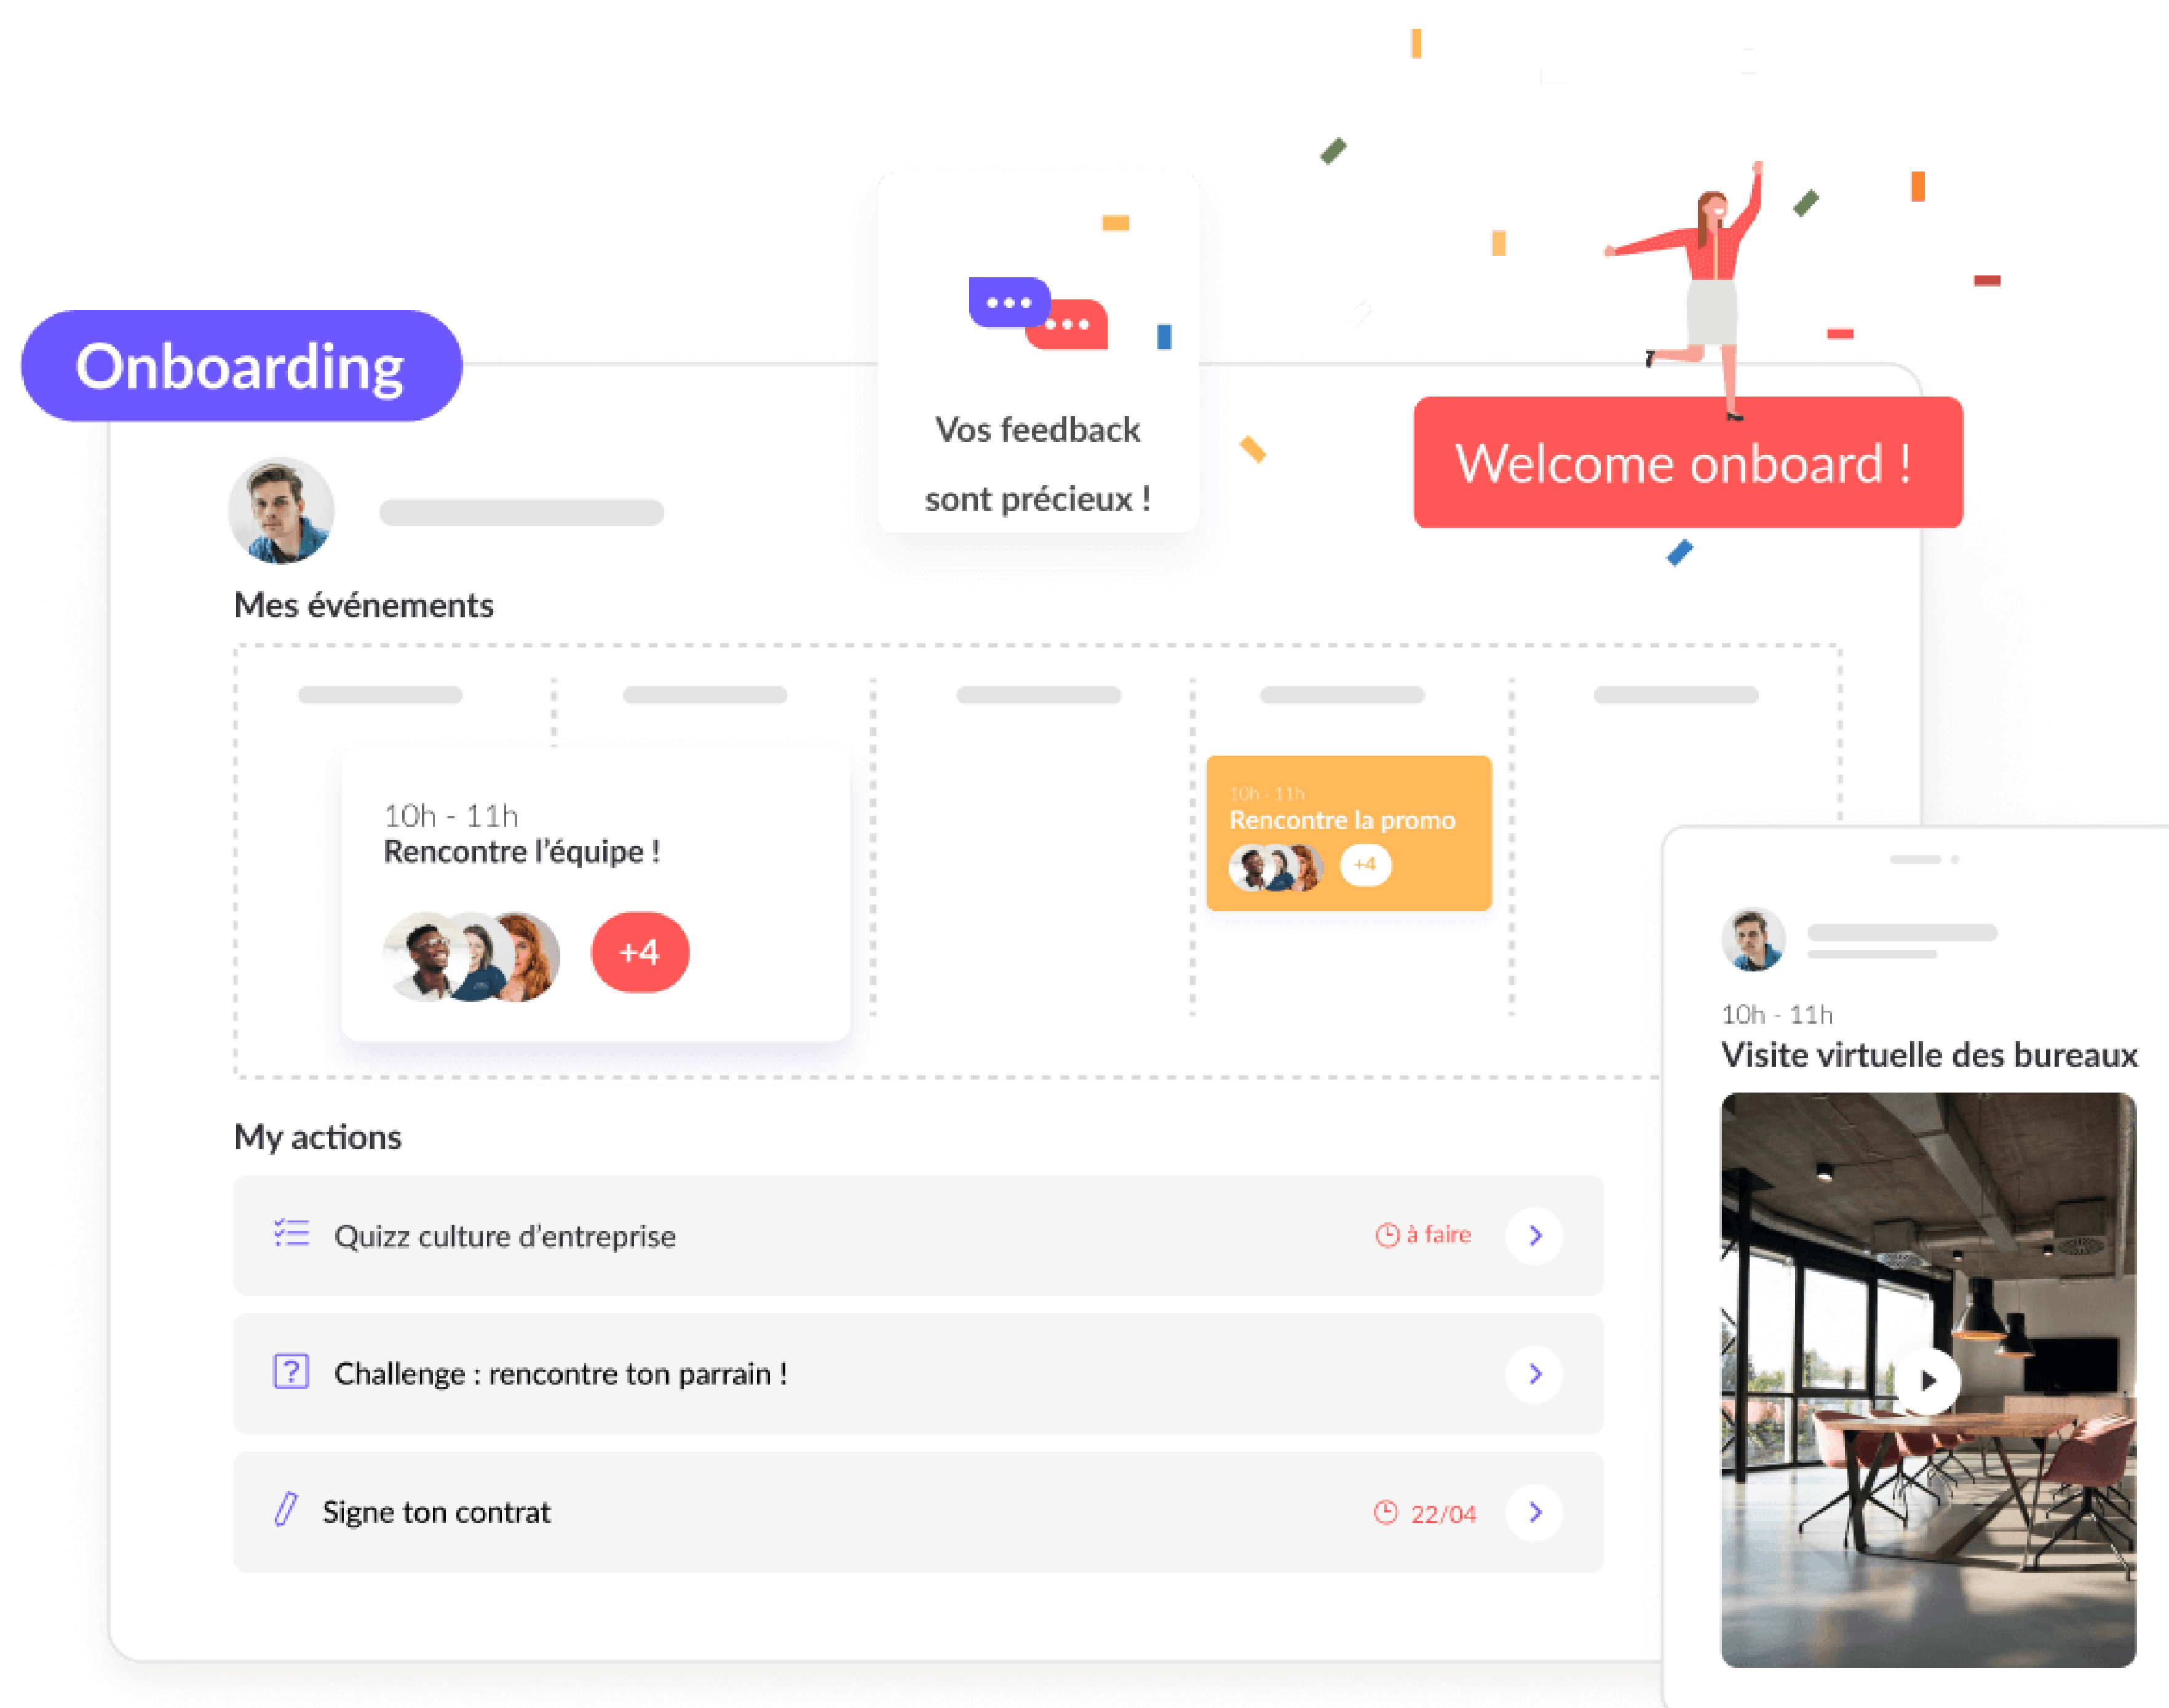 Onboarding
Vos feedback
sont précieux !
Welcome onboard !
Mes événements
10h - 11h
Rencontre l'équipe !
+4
10h - 11h
Rencontre la promo
+4
10h - 11h
Visite virtuelle des bureaux
My actions
Quizz culture d'entreprise
à faire
Challenge : rencontre ton parrain !
Signe ton contrat
22/04